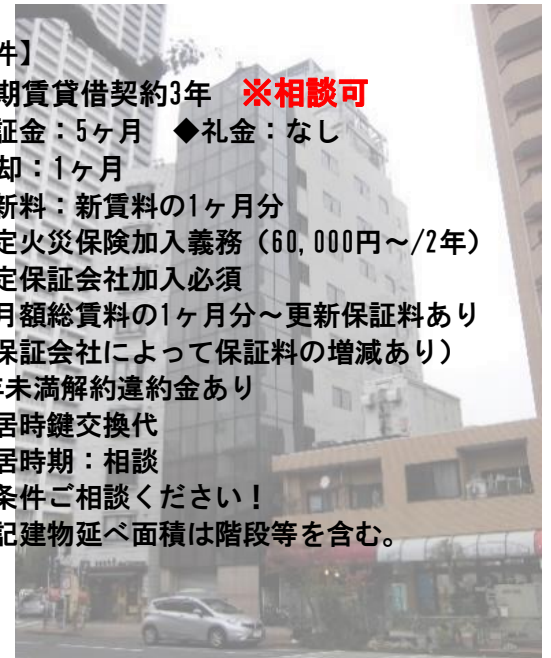 件】
期賃貸借契約3年　※相談可
証金：5ヶ月　◆礼金：なし
却：1ヶ月
新料：新賃料の1ヶ月分
定火災保険加入義務（60,000円～/2年）
定保証会社加入必須
月額総賃料の1ヶ月分～更新保証料あり
保証会社によって保証料の増減あり）
年未満解約違約金あり
居時鍵交換代
居時期：相談
条件ご相談ください！
記建物延べ面積は階段等を含む。